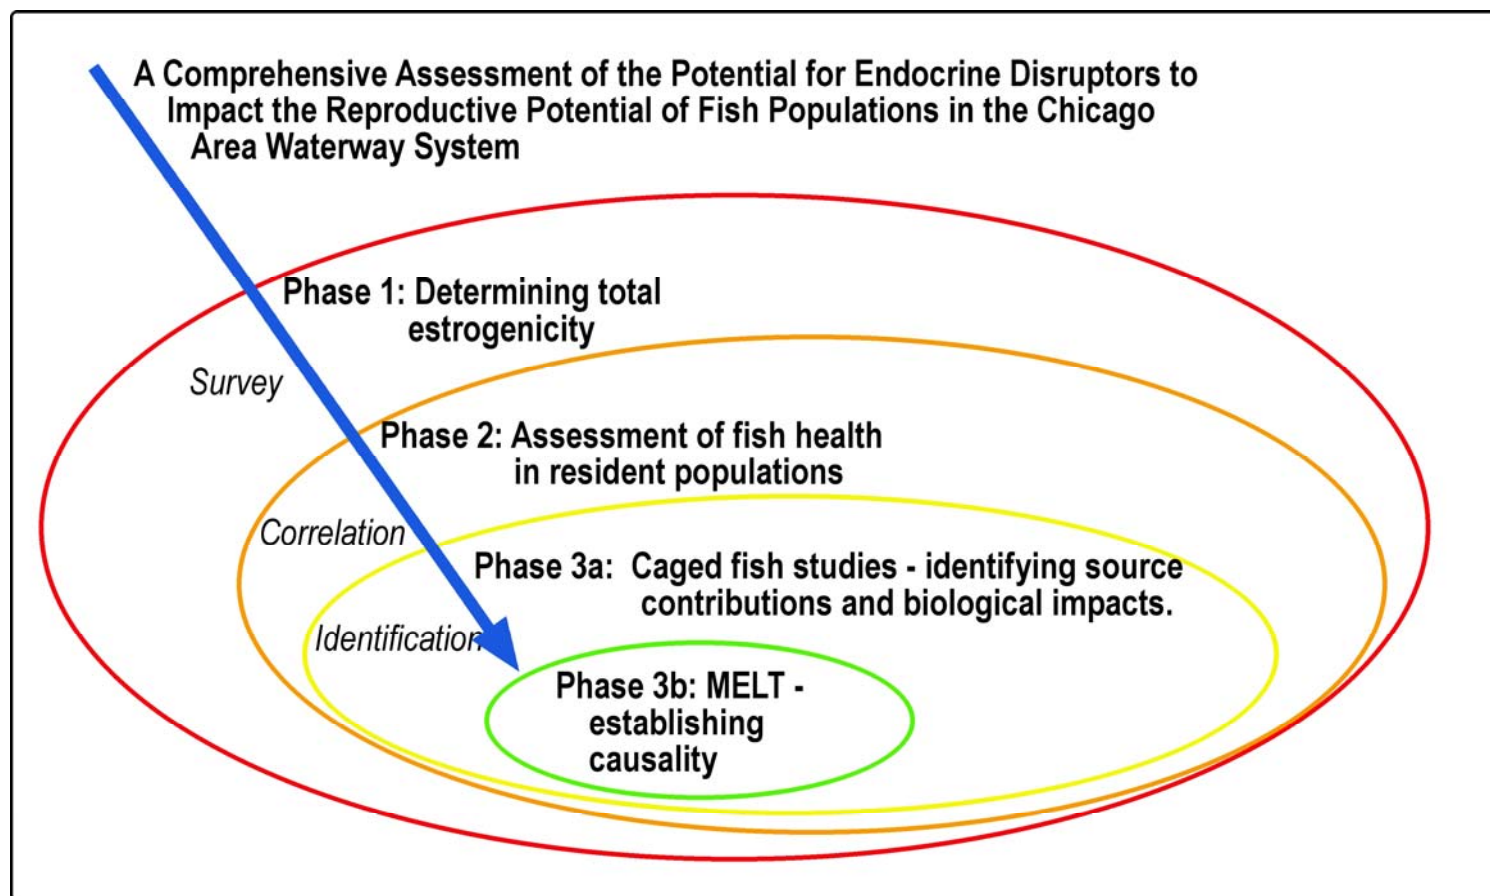 A Comprehensive Assessment of the Potential for Endocrine Disruptors to
Impact the Reproductive Potential of Fish Populations in the Chicago
Area Waterway System
Phase 1: Determining total
estrogenicity
Survey
Phase 2: Assessment of fish health
in resident populations
Correlation
Phase 3a: Caged fish studies - identifying source
contributions and biological impacts.
Identification
Phase 3b: MELT -
establishing
causality